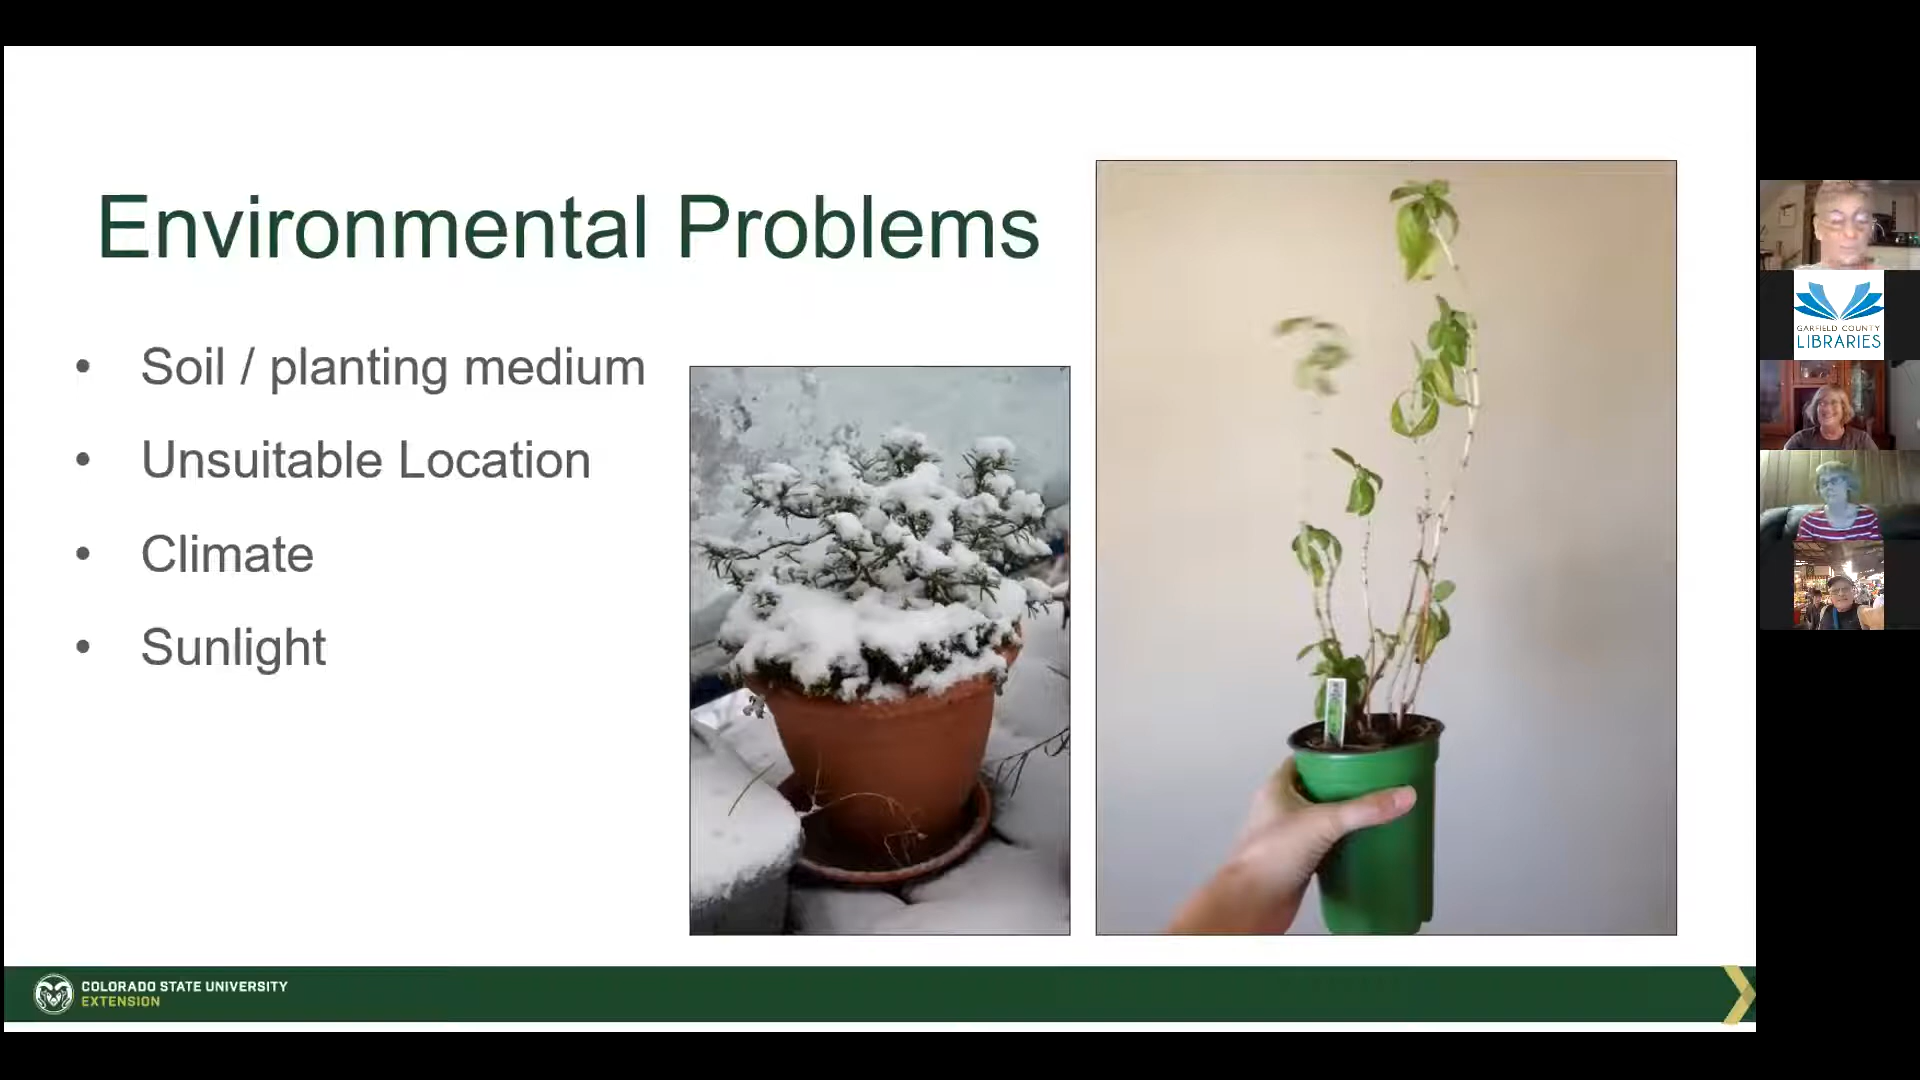 Environmental Problems
• Soil / planting medium
• Unsuitable Location
• Climate
• Sunlight
COLORADO STATE UNIVERSITY
EXTENSION
GARFIELD COUNTY
LIBRARIES